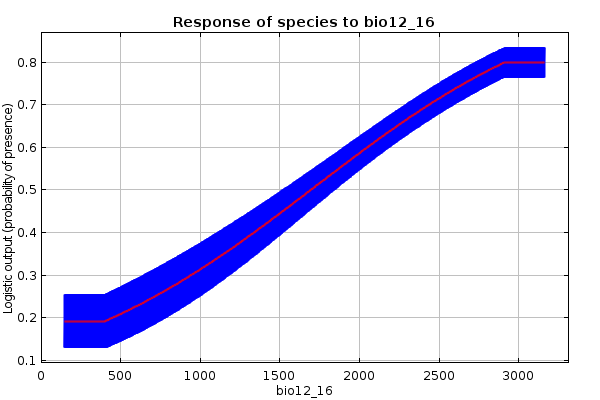 Response of species to bio12_16
Logistic output (probability of presence)
0.8
0.7
0.6
0.5
0.4
0.3
0.2
0.1
0 500 1000 1500 2000 2500 3000
bio12_16